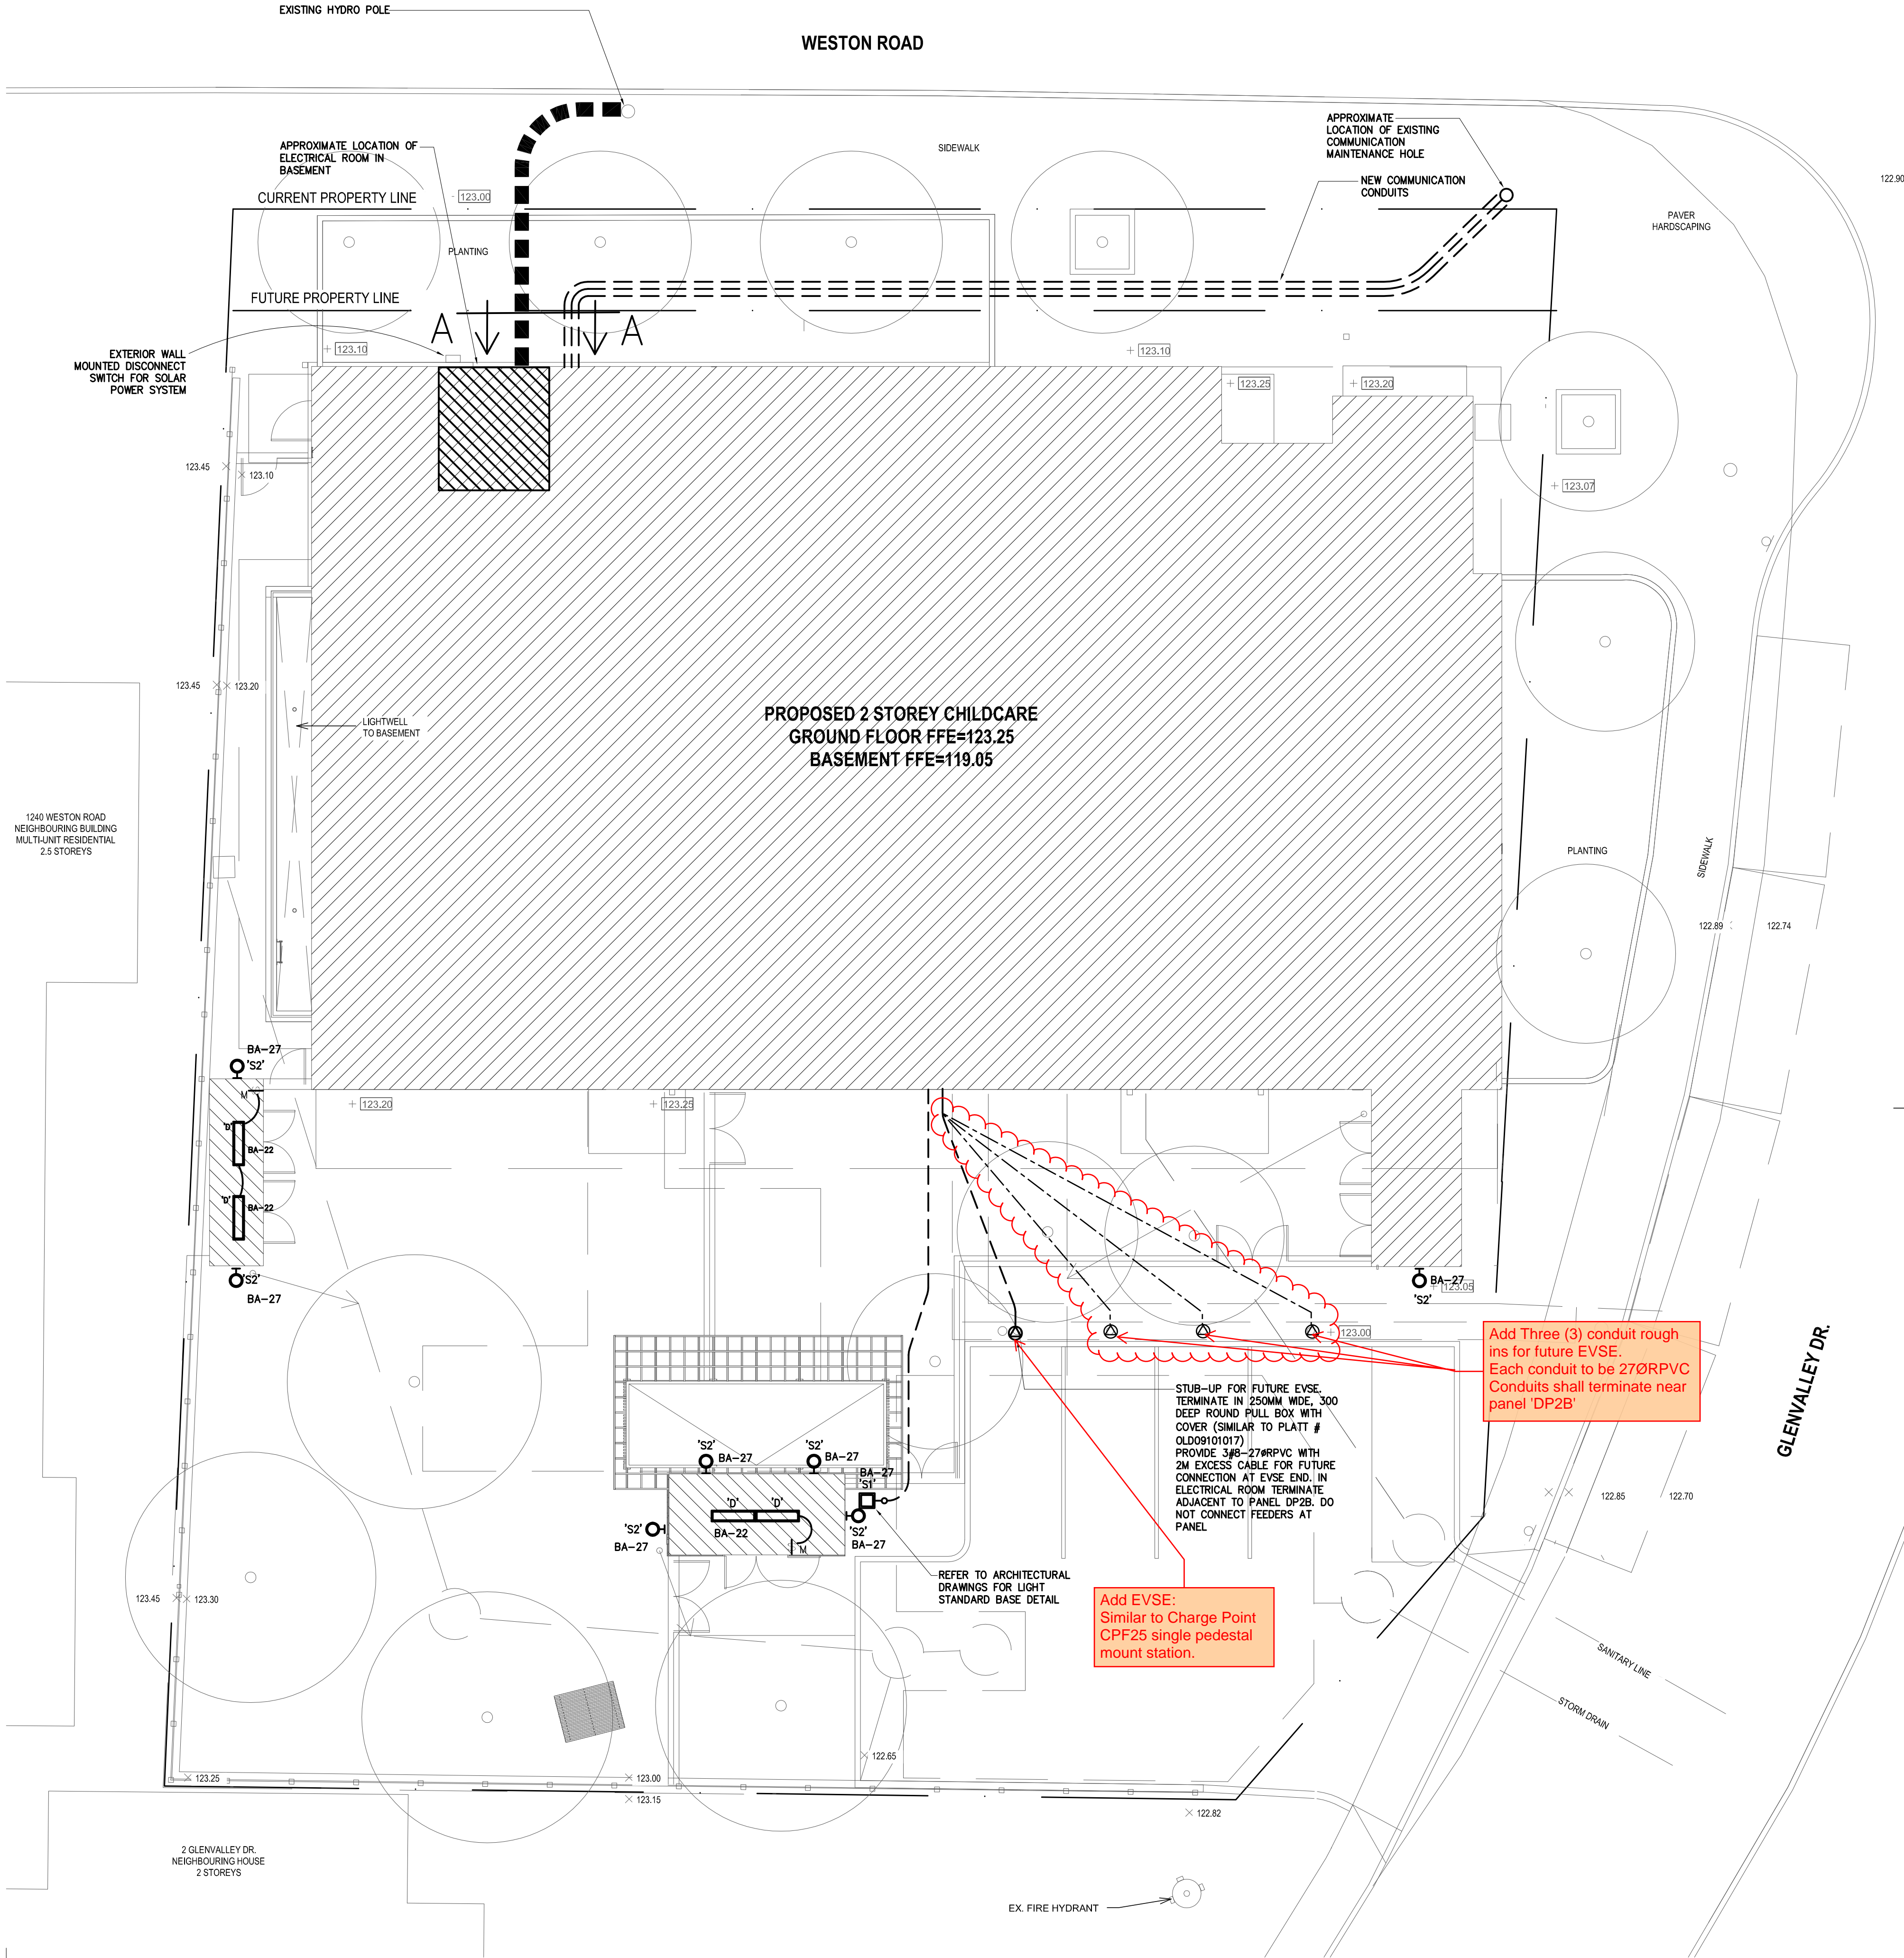 EXISTING HYDRO POLE
WESTON ROAD
APPROXIMATE LOCATION OF
ELECTRICAL ROOM IN
BASEMENT
SIDEWALK
APPROXIMATE
LOCATION OF EXISTING
COMMUNICATION
MAINTENANCE HOLE
NEW COMMUNICATION
CONDUITS
122.90
CURRENT PROPERTY LINE
123.00
PAVER
HARDSCAPING
PLANTING
FUTURE PROPERTY LINE
A
A
EXTERIOR WALL
MOUNTED DISCONNECT
SWITCH FOR SOLAR
POWER SYSTEM
123.10
123.10
123.25
123.20
123.45
123.10
123.07
123.45
123.20
LIGHTWELL
TO BASEMENT
PROPOSED 2 STOREY CHILDCARE
GROUND FLOOR FFE=123.25
BASEMENT FFE=119.05
1240 WESTON ROAD
NEIGHBOURING BUILDING
MULTI-UNIT RESIDENTIAL
2.5 STOREYS
PLANTING
SIDEWALK
122.89
122.74
BA-27
'S2'
M
'D'
BA-22
'D'
BA-22
'S2'
BA-27
123.20
123.25
BA-27
'S2'
123.05
123.00
Add Three (3) conduit rough
ins for future EVSE.
Each conduit to be 27ØRPVC
Conduits shall terminate near
panel 'DP2B'
GLENVALLEY DR.
STUB-UP FOR FUTURE EVSE.
TERMINATE IN 250MM WIDE, 300
DEEP ROUND PULL BOX WITH
COVER (SIMILAR TO PLATT #
OLD09101017)
PROVIDE 3#8-27øRPVC WITH
2M EXCESS CABLE FOR FUTURE
CONNECTION AT EVSE END. IN
ELECTRICAL ROOM TERMINATE
ADJACENT TO PANEL DP2B. DO
NOT CONNECT FEEDERS AT
PANEL
'S2'
BA-27
'S2'
BA-27
BA-27
'S1'
'D'
'D'
BA-22
'S2'
BA-27
'S2'
BA-27
M
122.85
122.70
REFER TO ARCHITECTURAL
DRAWINGS FOR LIGHT
STANDARD BASE DETAIL
Add EVSE:
Similar to Charge Point
CPF25 single pedestal
mount station.
123.45
123.30
SANITARY LINE
STORM DRAIN
122.65
123.25
123.00
123.15
122.82
2 GLENVALLEY DR.
NEIGHBOURING HOUSE
2 STOREYS
EX. FIRE HYDRANT